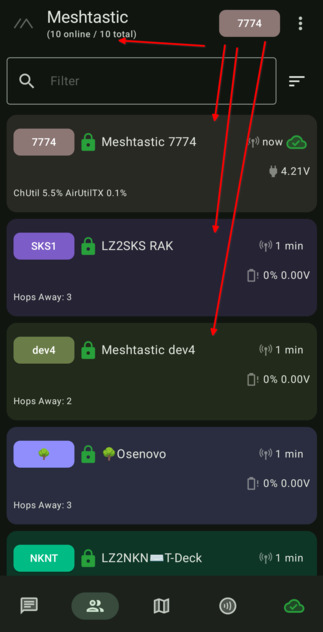 Meshtastic
(10 online / 10 total)
7774
Filter
7774 Meshtastic 7774 now
4.21V
ChUtil 5.5% AirUtilTX 0.1%
SKS1 LZ2SKS RAK 1 min
0% 0.00V
Hops Away: 3
dev4 Meshtastic dev4 1 min
0% 0.00V
Hops Away: 2
🌳 🌳Osenovo 1 min
0% 0.00V
Hops Away: 3
NKNT LZ2NKN⌨️T-Deck 1 min